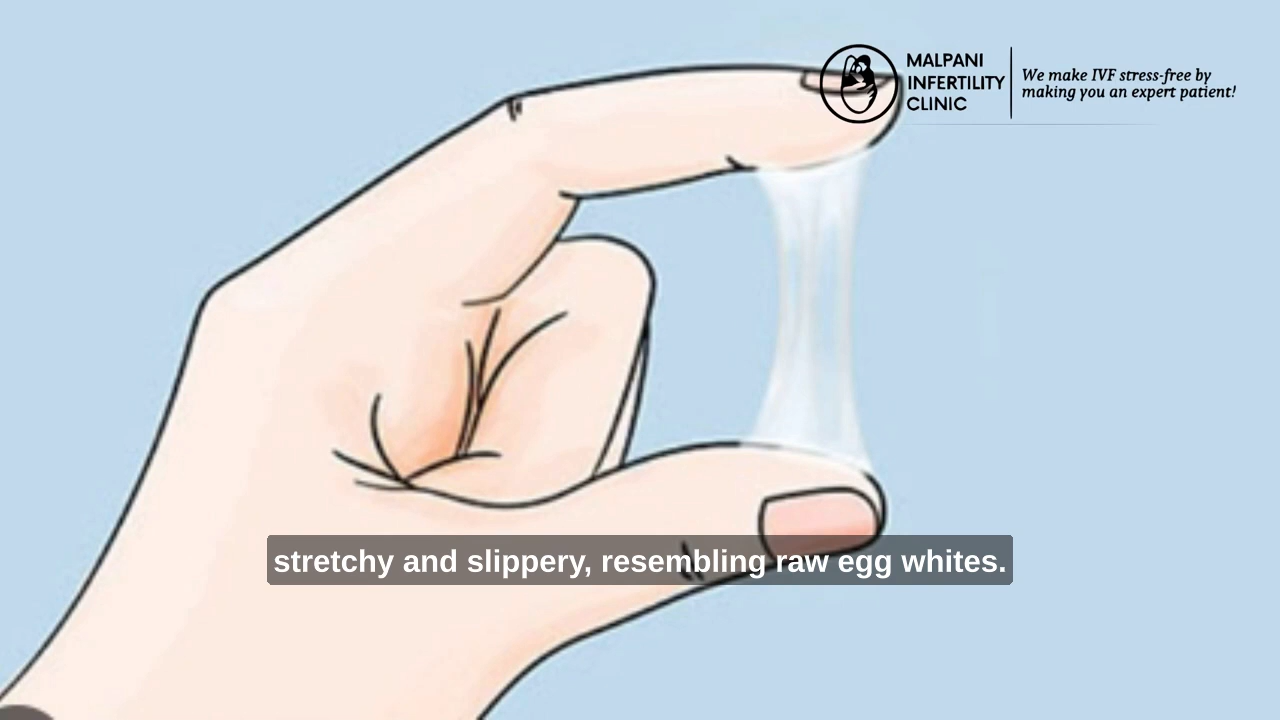 MALPANI
INFERTILITY
CLINIC
We make IVF stress-free by
making you an expert patient!
stretchy and slippery, resembling raw egg whites.